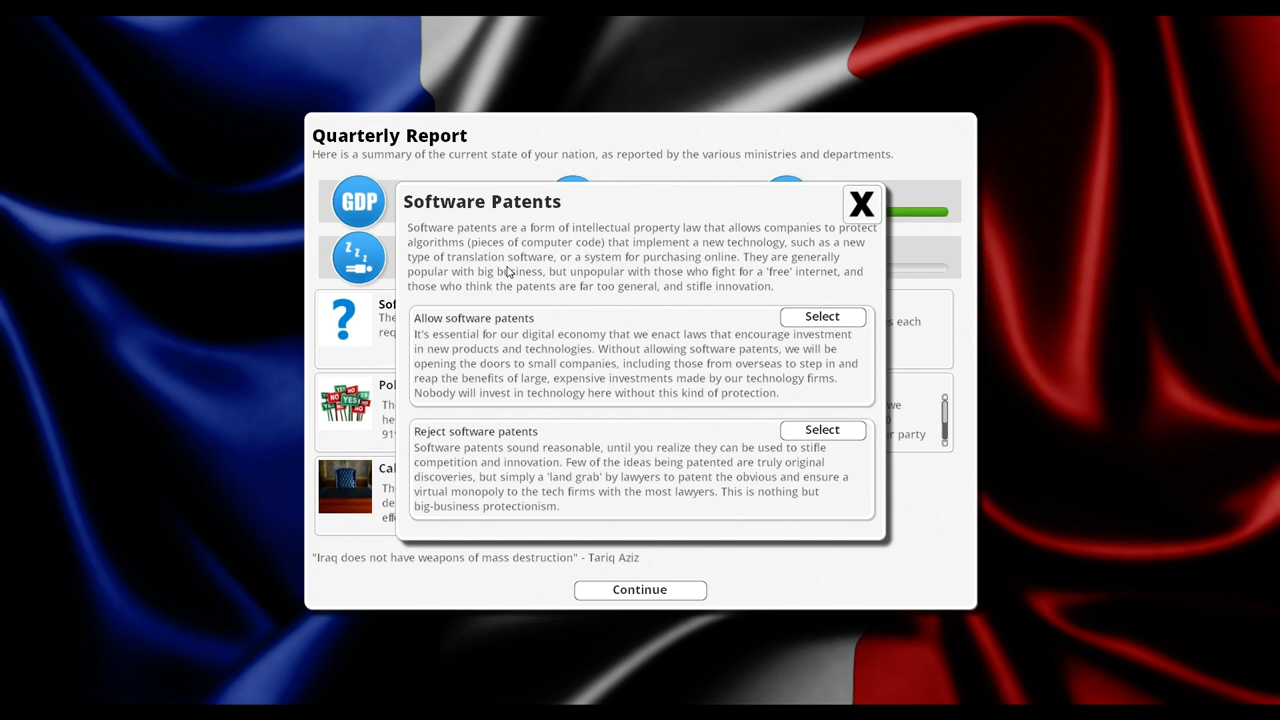 Quarterly Report
Here is a summary of the current state of your nation, as reported by the various ministries and departments.
GDP
Software Patents
X
Software patents are a form of intellectual property law that allows companies to protect
algorithms (pieces of computer code) that implement a new technology, such as a new
type of translation software, or a system for purchasing online. They are generally
popular with big business, but unpopular with those who fight for a 'free' internet, and
those who think the patents are far too general, and stifle innovation.
Allow software patents
Select
It's essential for our digital economy that we enact laws that encourage investment
in new products and technologies. Without allowing software patents, we will be
opening the doors to small companies, including those from overseas to step in and
reap the benefits of large, expensive investments made by our technology firms.
Nobody will invest in technology here without this kind of protection.
Reject software patents
Select
Software patents sound reasonable, until you realize they can be used to stifle
competition and innovation. Few of the ideas being patented are truly original
discoveries, but simply a 'land grab' by lawyers to patent the obvious and ensure a
virtual monopoly to the tech firms with the most lawyers. This is nothing but
big-business protectionism.
each
party
"Iraq does not have weapons of mass destruction" - Tariq Aziz
Continue